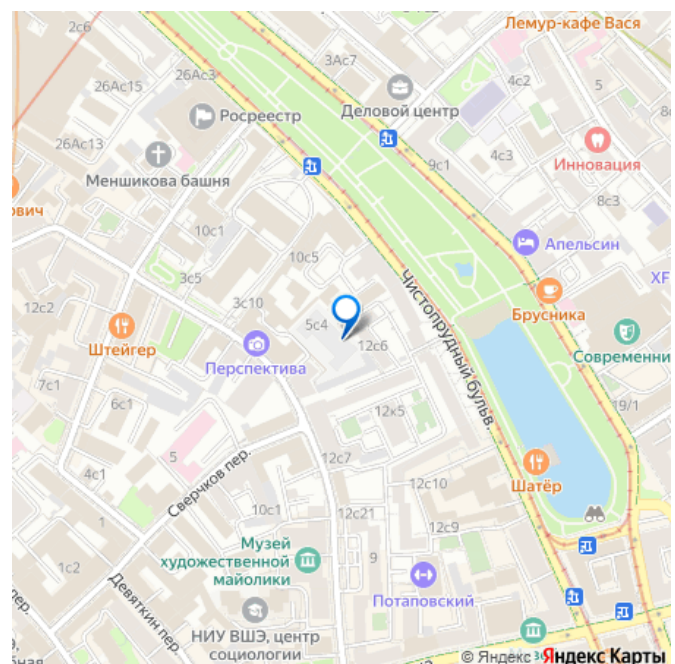 2с6
Лемур-кафе Вася
26Ас3
3Ас7
26Ас15
4с2
5
Деловой центр
Росреестр
26Ас13
9с1
4с3
Инновация
Меншикова башня
8с3
ович
10с1
Апельсин
10с5
3с5
XF
Чистопрудный бульв.
12с2
3с10
Брусника
5с4
Штейгер
12с6
Современни
Перспектива
7с1
6с1
19/1
12к5
5
Сверчков пер.
4с1
12с7
12с10
Шатёр
10с1
12с21
1
12с9
Музей
художественной
майолики
9
1с2
Девяткин пер.
Потаповский
пер.
НИУ ВШЭ, центр
социологии
© Яндекс Яндекс Карты